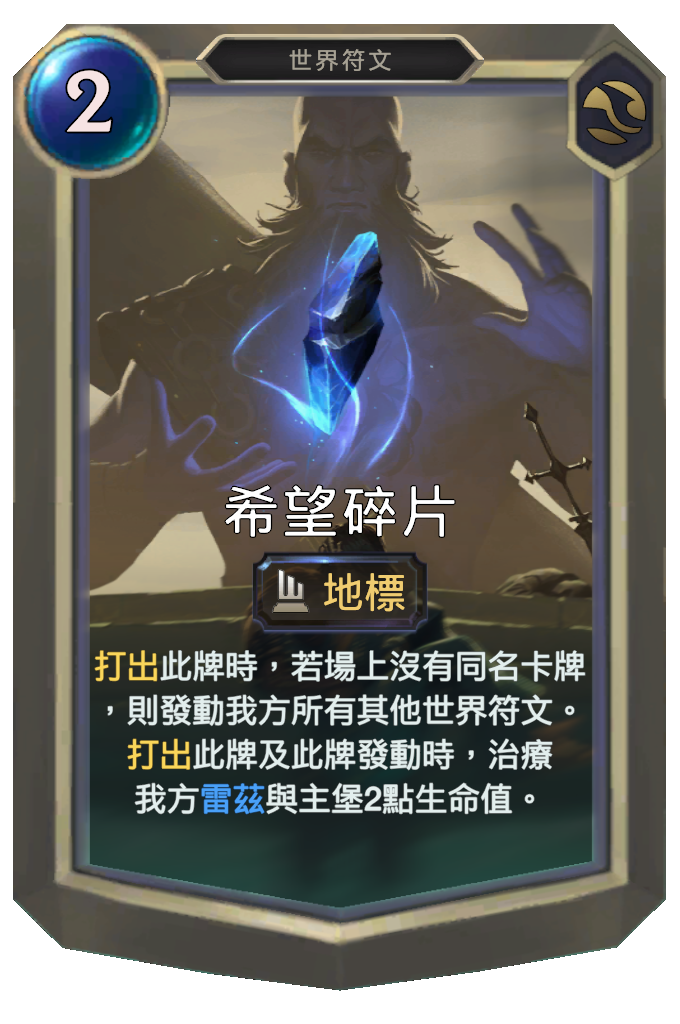 世界符文
2
希望碎片
地標
打出此牌時，若場上沒有同名卡牌
，則發動我方所有其他世界符文。
打出此牌及此牌發動時，治療
我方雷茲與主堡2點生命值。